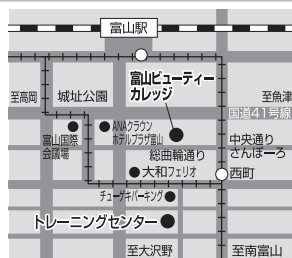 富山駅
富山ビューティー
カレッジ
至高岡
城址公園
至魚津
国道41号線
富山国際
会議場
ANAクラウン
ホテルプラザ富山
総曲輪通り
中央通り
さんぽーろ
大和フェリオ
西町
チューゲキパーキング
トレーニングセンター
至大沢野
至南富山